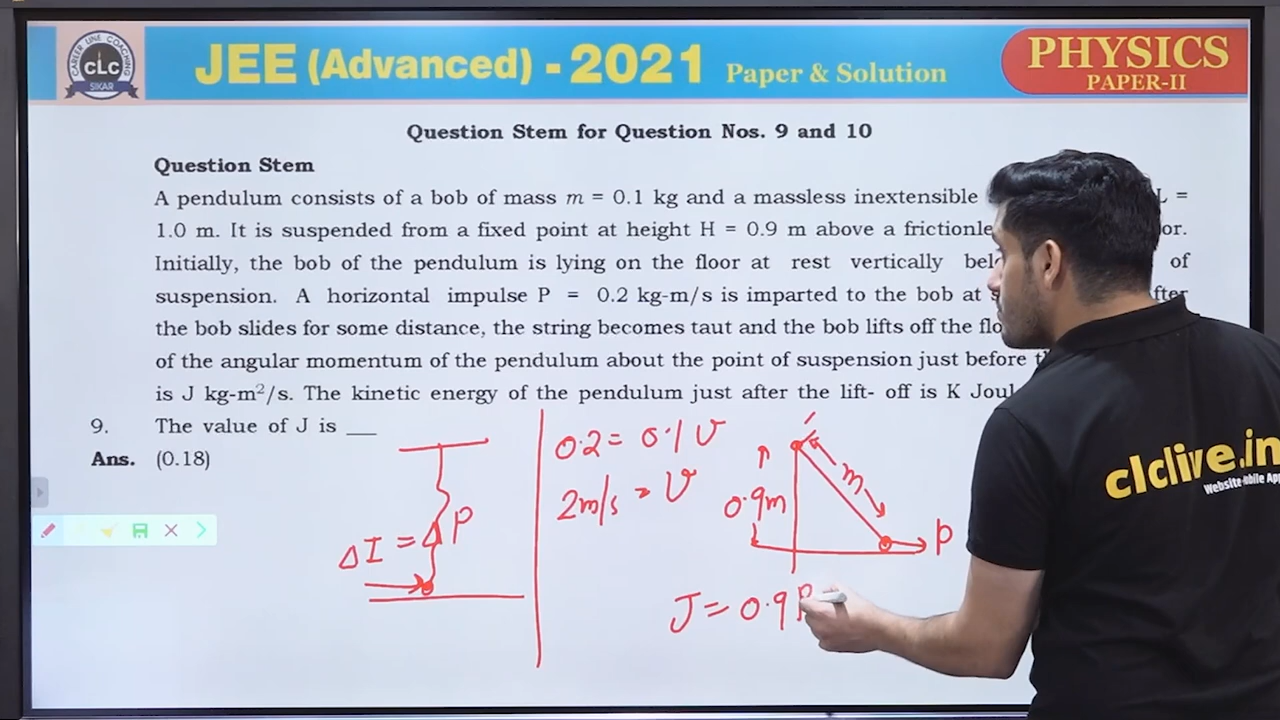 CAREER LINE COACHING
CLC
SIKAR
JEE (Advanced) - 2021 Paper & Solution
PHYSICS
PAPER-II
Question Stem for Question Nos. 9 and 10
Question Stem
A pendulum consists of a bob of mass m = 0.1 kg and a massless inextensible L =
1.0 m. It is suspended from a fixed point at height H = 0.9 m above a or.
Initially, the bob of the pendulum is lying on the floor at rest vertically of
suspension. A horizontal impulse P = 0.2 kg-m/s is imparted to the bob at
the bob slides for some distance, the string becomes taut and the bob lifts off the
of the angular momentum of the pendulum about the point of suspension just before
is J kg-m²/s. The kinetic energy of the pendulum just after the lift- off is K
9. The value of J is __
Ans. (0.18)
ΔI = P
0.2 = 0.1 v
2m/s = v
0.9m
m
P
J = 0.9P
clclive.in